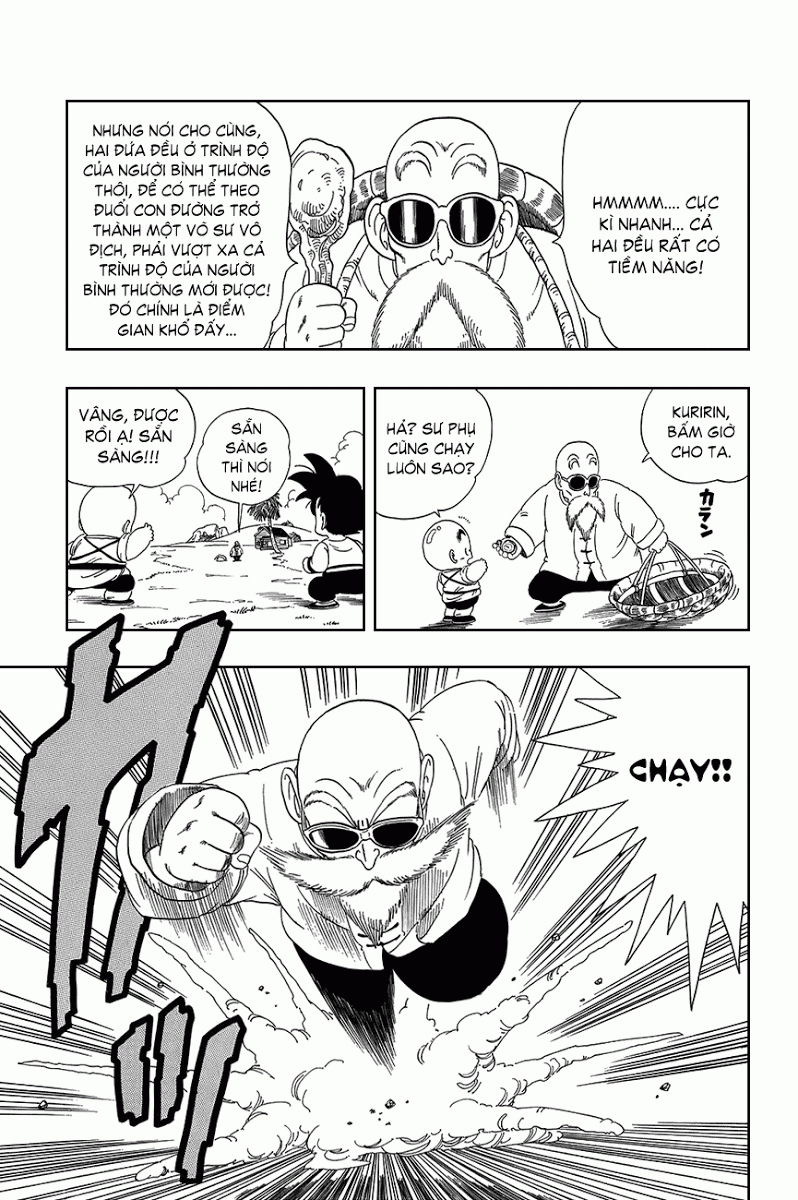 HMMMM.... CỰC
KÌ NHANH... CẢ
HAI ĐỀU RẤT CÓ
TIỀM NĂNG!
NHƯNG NÓI CHO CÙNG,
HAI ĐỨA ĐỀU Ở TRÌNH ĐỘ
CỦA NGƯỜI BÌNH THƯỜNG
THÔI, ĐỂ CÓ THỂ THEO
ĐUỔI CON ĐƯỜNG TRỞ
THÀNH MỘT VÕ SƯ VÔ
ĐỊCH, PHẢI VƯỢT XA CẢ
TRÌNH ĐỘ CỦA NGƯỜI
BÌNH THƯỜNG MỚI ĐƯỢC!
ĐÓ CHÍNH LÀ ĐIỂM
GIAN KHỔ ĐẤY...
KURIRIN,
BẤM GIỜ
CHO TA.
カラン
HẢ? SƯ PHỤ
CŨNG CHẠY
LUÔN SAO?
SẴN
SÀNG
THÌ NÓI
NHÉ!
VÂNG, ĐƯỢC
RỒI Ạ! SẴN
SÀNG!!!
CHẠY!!